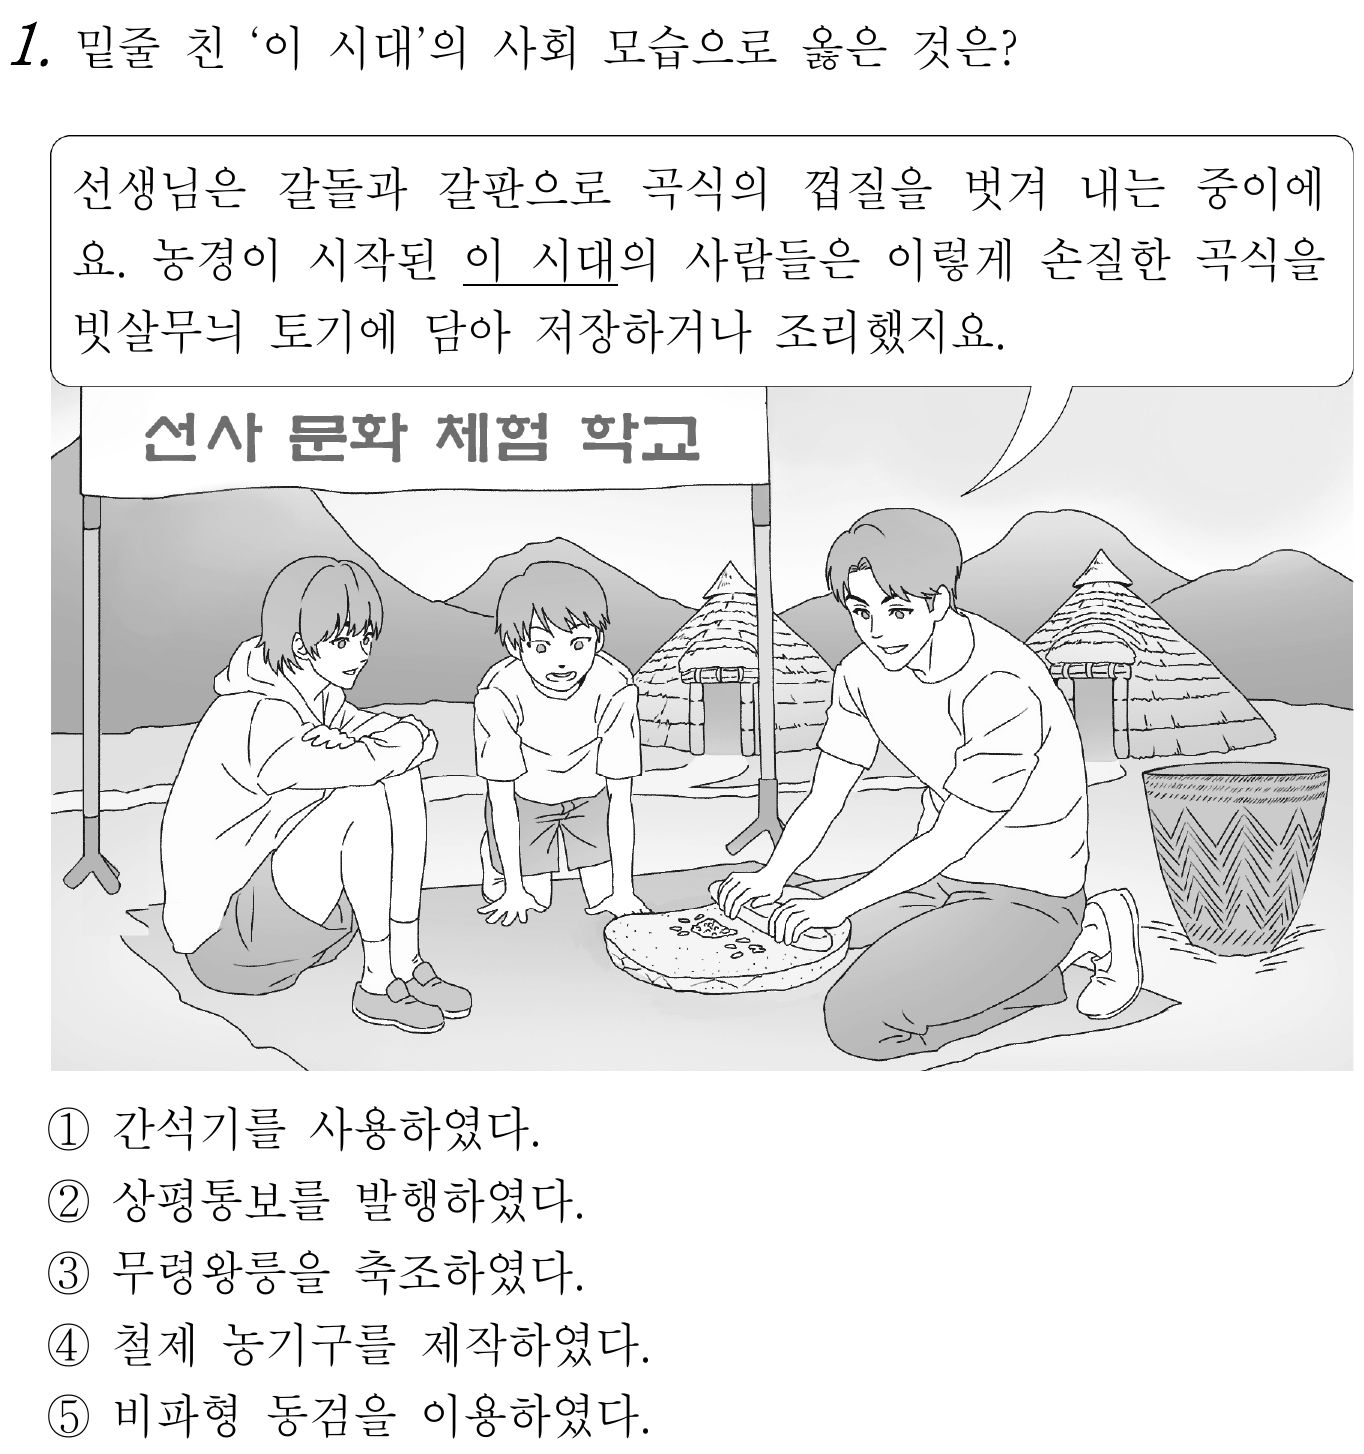 1. 밑줄 친 ‘이 시대’의 사회 모습으로 옳은 것은?
선생님은 갈돌과 갈판으로 곡식의 껍질을 벗겨 내는 중이에
요. 농경이 시작된 이 시대의 사람들은 이렇게 손질한 곡식을
빗살무늬 토기에 담아 저장하거나 조리했지요.
선사 문화 체험 학교
① 간석기를 사용하였다.
② 상평통보를 발행하였다.
③ 무령왕릉을 축조하였다.
④ 철제 농기구를 제작하였다.
⑤ 비파형 동검을 이용하였다.